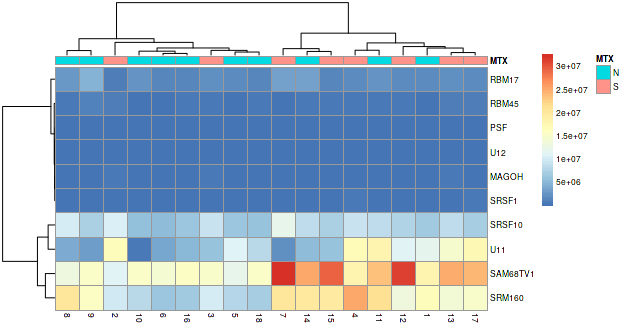 MTX
RBM17
RBM45
PSF
U12
MAGOH
SRSF1
SRSF10
U11
SAM68TV1
SRM160
8 9 2 10 6 16 3 5 18 7 14 15 4 11 12 1 13 17
3e+07
2.5e+07
2e+07
1.5e+07
1e+07
5e+06
MTX
N
S